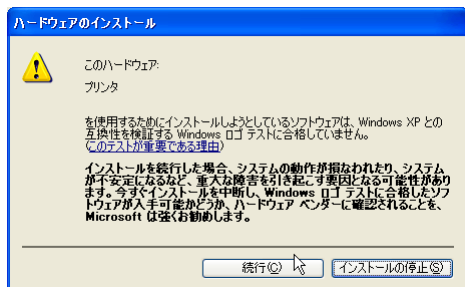 ハードウェアのインストール
このハードウェア:
プリンタ
を使用するためにインストールしようとしているソフトウェアは、Windows XP との
互換性を検証する Windows ロゴ テストに合格していません。
(このテストが重要である理由)
インストールを続行した場合、システムの動作が損なわれたり、システム
が不安定になるなど、重大な障害を引き起こす要因となる可能性があり
ます。今すぐインストールを中断し、Windows ロゴ テストに合格したソフ
トウェアが入手可能かどうか、ハードウェア ベンダーに確認されることを、
Microsoft は強くお勧めします。
続行(C) インストールの停止(S)